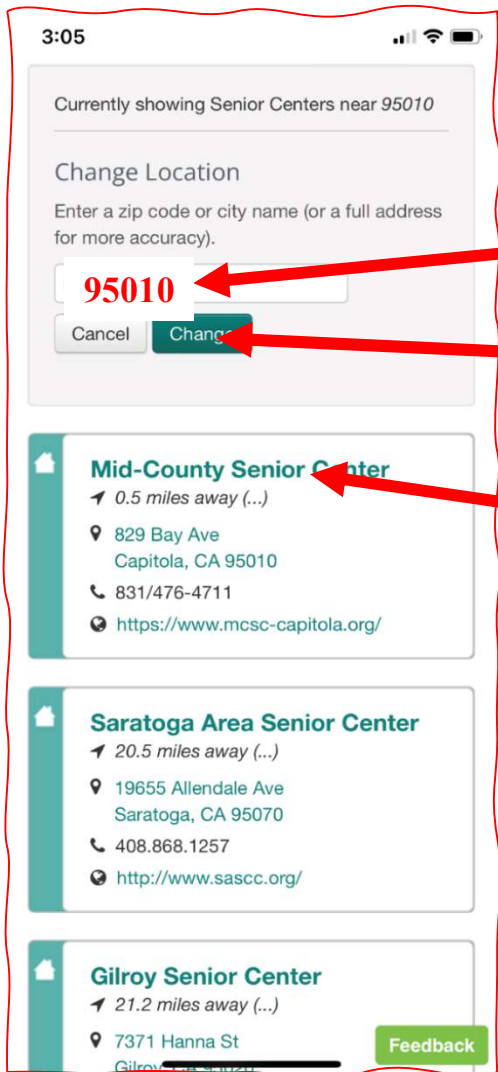 3:05
Currently showing Senior Centers near 95010
Change Location
Enter a zip code or city name (or a full address
for more accuracy).
95010
Cancel Change
Mid-County Senior Center
0.5 miles away (...)
829 Bay Ave
Capitola, CA 95010
831/476-4711
https://www.mcsc-capitola.org/
Saratoga Area Senior Center
20.5 miles away (...)
19655 Allendale Ave
Saratoga, CA 95070
408.868.1257
http://www.sascc.org/
Gilroy Senior Center
21.2 miles away (...)
7371 Hanna St
Feedback
Gilroy, CA 95020